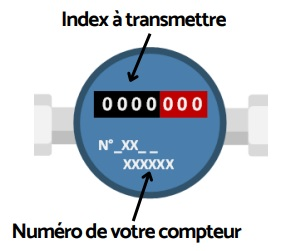 Index à transmettre
0000000
N°_XX_ _
XXXXXX
Numéro de votre compteur